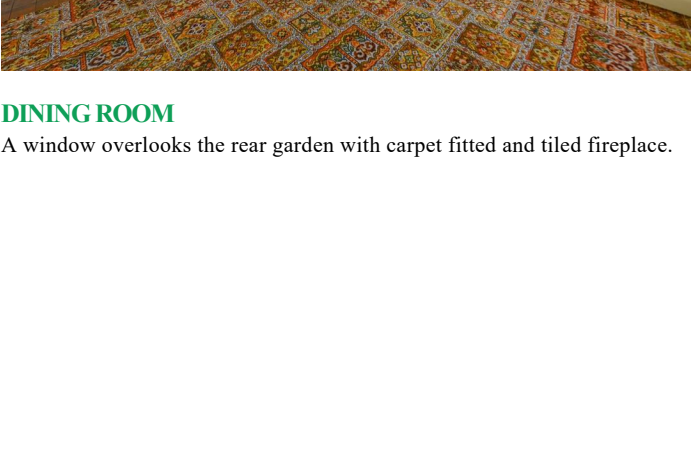 DINING ROOM
A window overlooks the rear garden with carpet fitted and tiled fireplace.